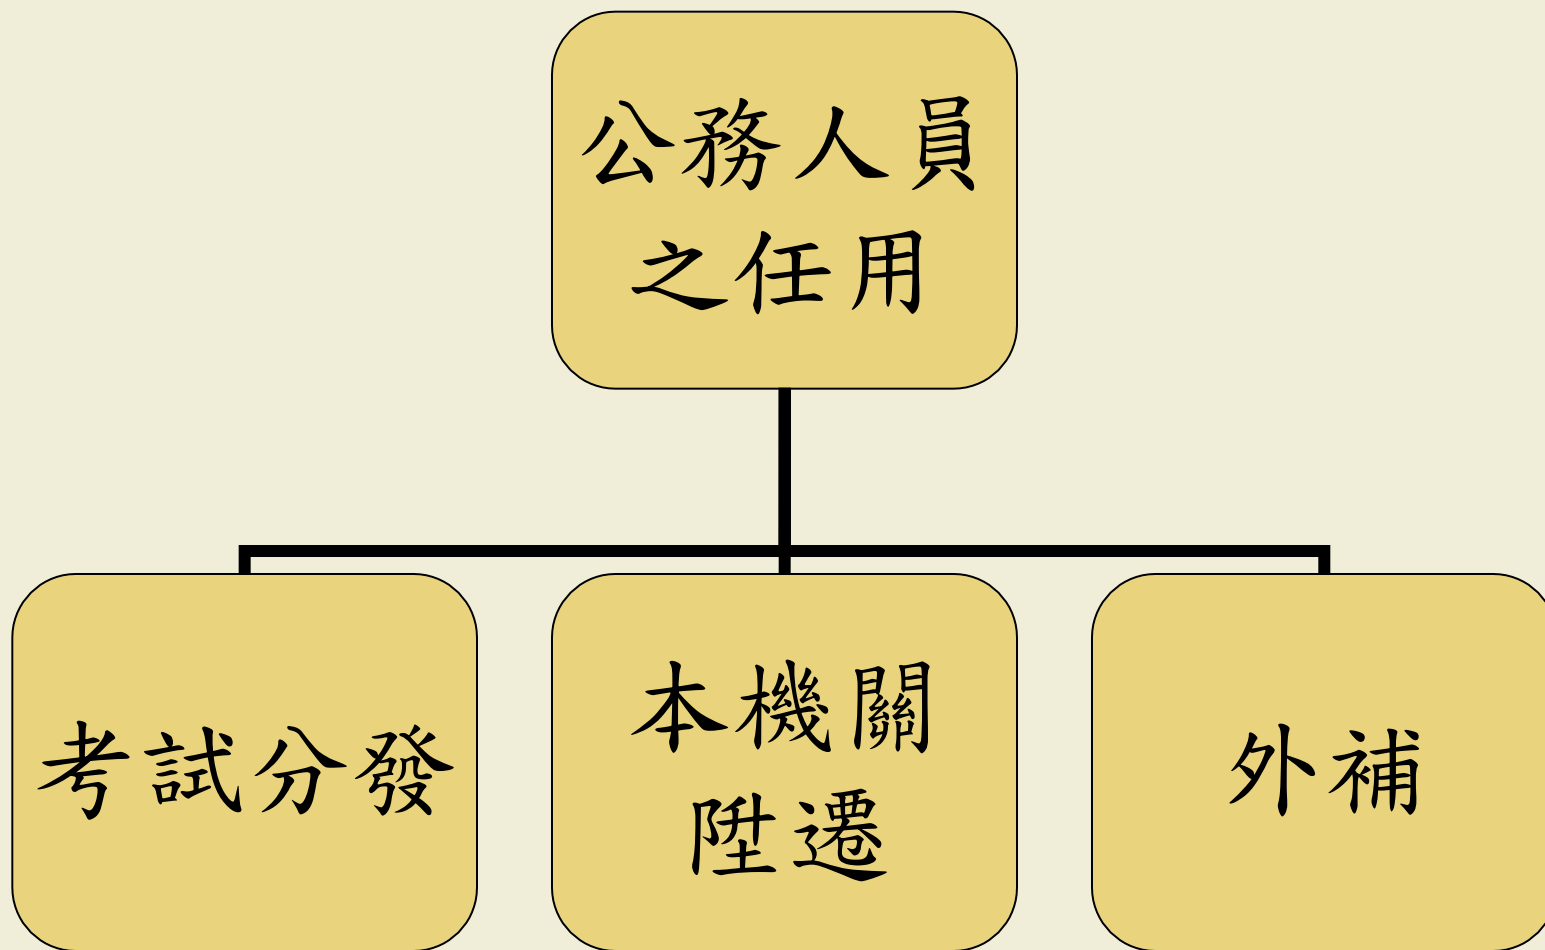 公務人員
之任用
考試分發
本機關
陞遷
外補